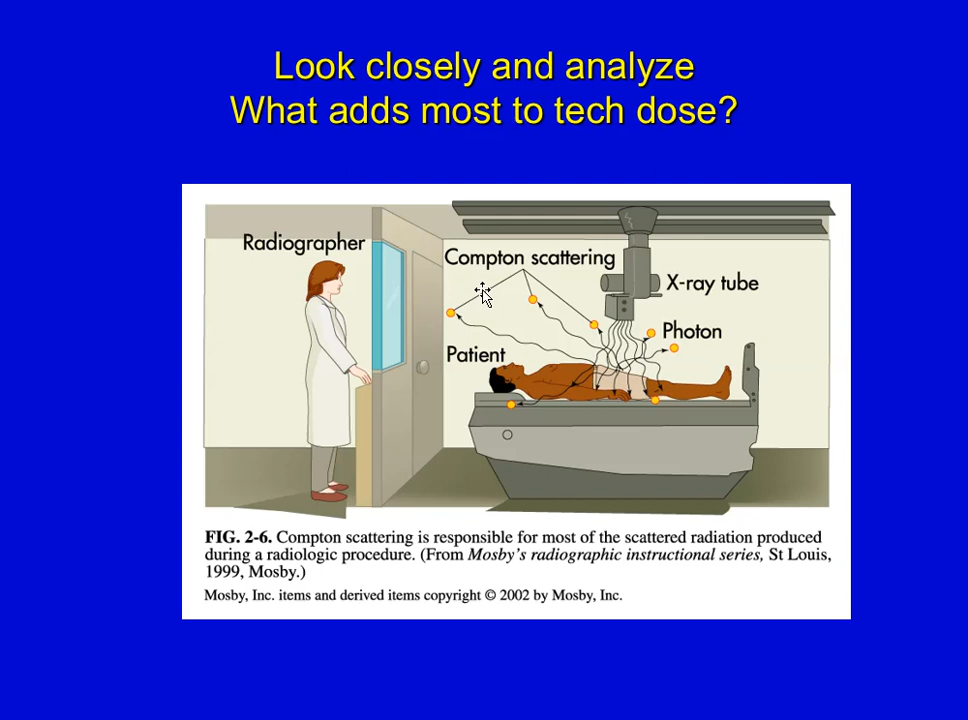 Look closely and analyze
What adds most to tech dose?
Radiographer
Compton scattering
X-ray tube
Photon
Patient
FIG. 2-6. Compton scattering is responsible for most of the scattered radiation produced
during a radiologic procedure. (From Mosby's radiographic instructional series, St Louis,
1999, Mosby.)
Mosby, Inc. items and derived items copyright © 2002 by Mosby, Inc.